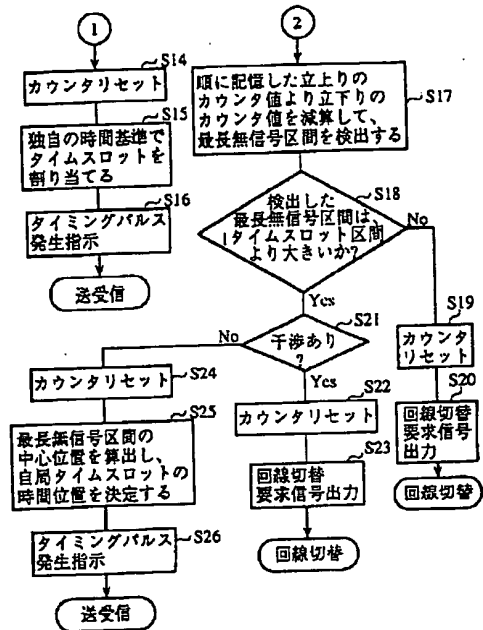 1
S14
カウンタリセット
S15
独自の時間基準で
タイムスロットを
割り当てる
S16
タイミングパルス
発生指示
送受信
2
順に記憶した立上りの
カウンタ値より立下りの
カウンタ値を減算して、
最長無信号区間を検出する
S17
検出した
最長無信号区間は、
1タイムスロット区間
より大きいか?
S18
No
Yes
S19
カウンタ
リセット
S20
回線切替
要求信号
出力
回線切替
干渉あり
?
S21
No
Yes
S22
カウンタリセット
S23
回線切替
要求信号出力
回線切替
カウンタリセット
S24
S25
最長無信号区間の
中心位置を算出し、
自局タイムスロットの
時間位置を決定する
タイミングパルス
発生指示
S26
送受信